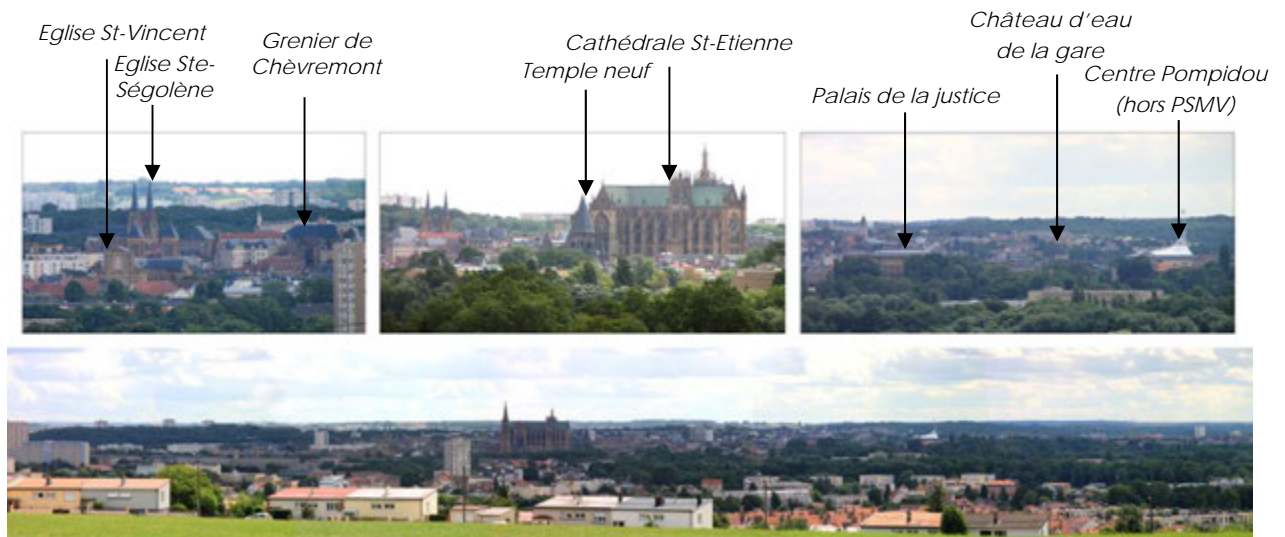 Eglise St-Vincent
Eglise Ste-
Ségolène
Grenier de
Chèvremont
Cathédrale St-Etienne
Temple neuf
Château d'eau
de la gare
Palais de la justice
Centre Pompidou
(hors PSMV)